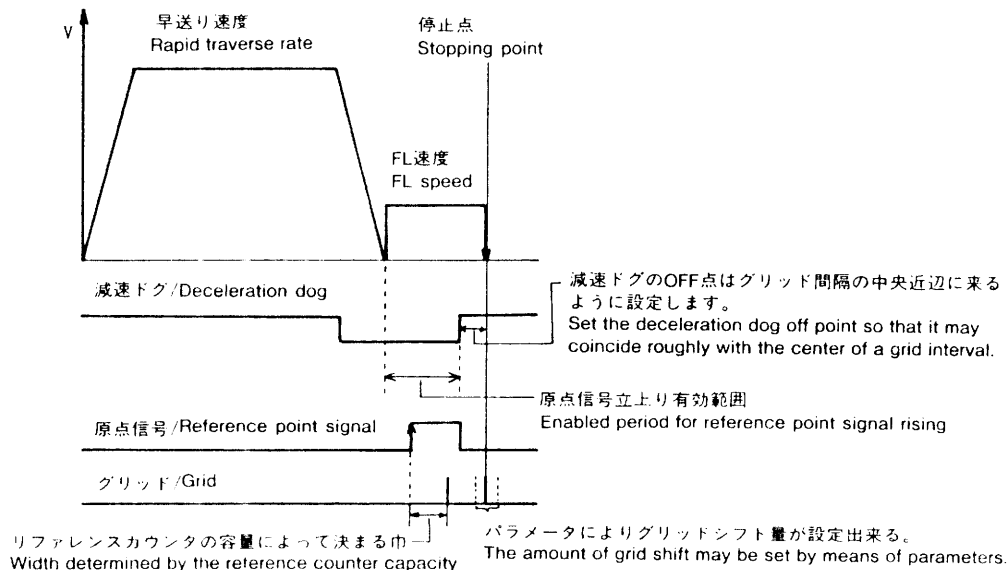 V
早送り速度
Rapid traverse rate
停止点
Stopping point
FL速度
FL speed
減速ドグ/Deceleration dog
減速ドグのOFF点はグリッド間隔の中央近辺に来る
ように設定します。
Set the deceleration dog off point so that it may
coincide roughly with the center of a grid interval.
原点信号立上り有効範囲
Enabled period for reference point signal rising
原点信号/Reference point signal
グリッド/Grid
リファレンスカウンタの容量によって決まる巾
Width determined by the reference counter capacity
パラメータによりグリッドシフト量が設定出来る。
The amount of grid shift may be set by means of parameters.